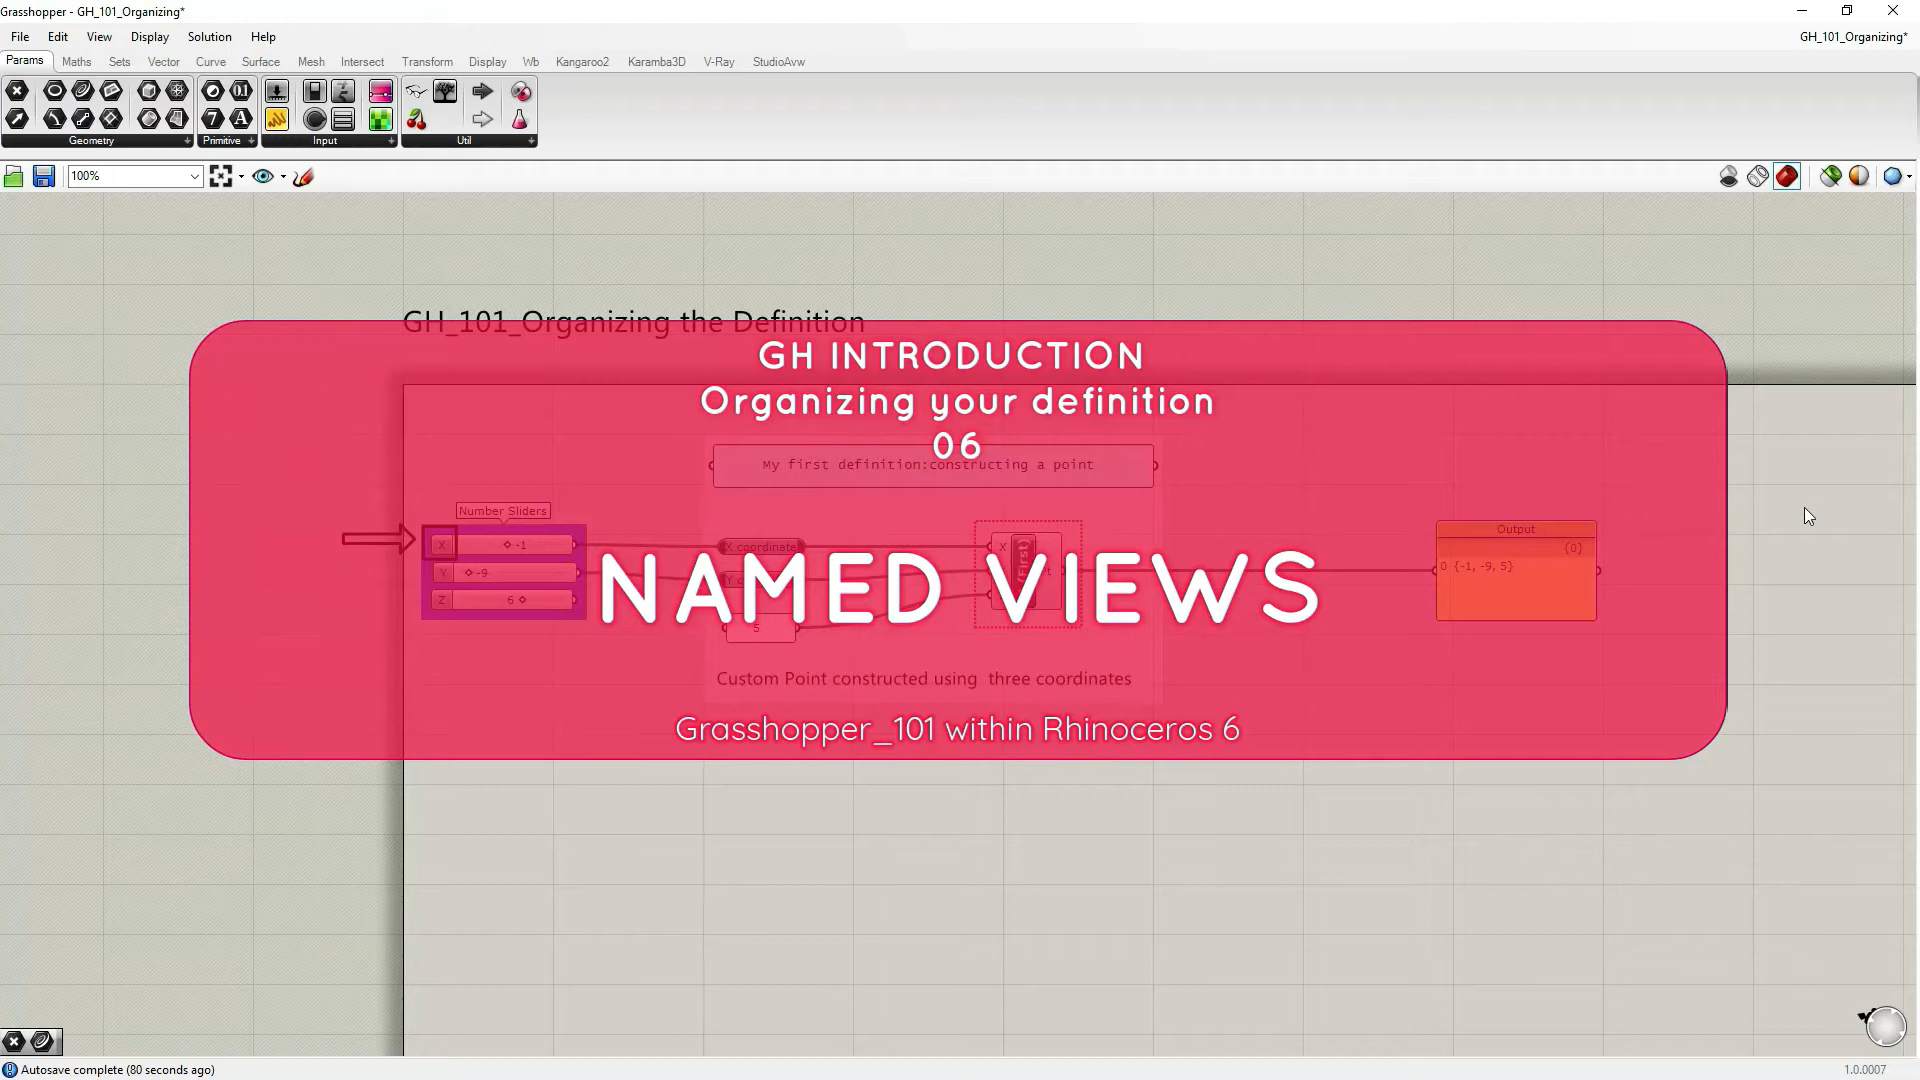 Grasshopper - GH_101_Organizing*
File Edit View Display Solution Help
GH_101_Organizing*
Params Maths Sets Vector Curve Surface Mesh Intersect Transform Display Wb Kangaroo2 Karamba3D V-Ray StudioAvw
Geometry Primitive Input Util
100%
GH_101_Organizing the Definition
GH INTRODUCTION
Organizing your definition
06
My first definition:constructing a point
Number Sliders
X -1
Y -9
Z 6
X coordinate
Y
5
X
(First)
Output
{0}
0 {-1, -9, 5}
NAMED VIEWS
Custom Point constructed using three coordinates
Grasshopper_101 within Rhinoceros 6
Autosave complete (80 seconds ago)
1.0.0007